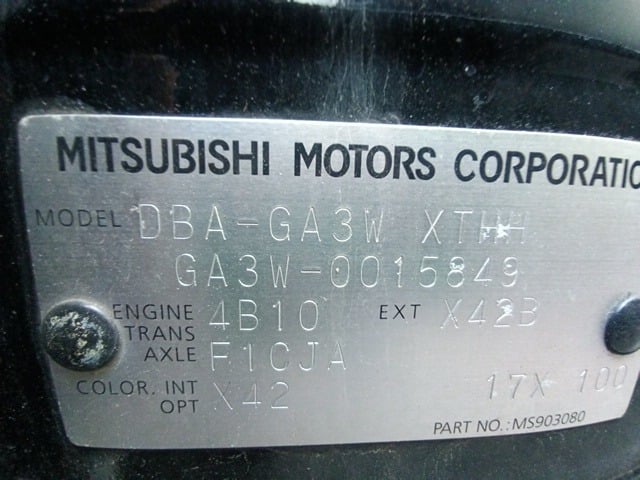 MITSUBISHI MOTORS CORPORATIO
MODEL DBA-GA3W XTHH
GA3W-0015849
ENGINE 4B10 EXT X42B
TRANS
AXLE F1CJA
COLOR. INT X42
OPT 17X 100
PART NO.:MS903080